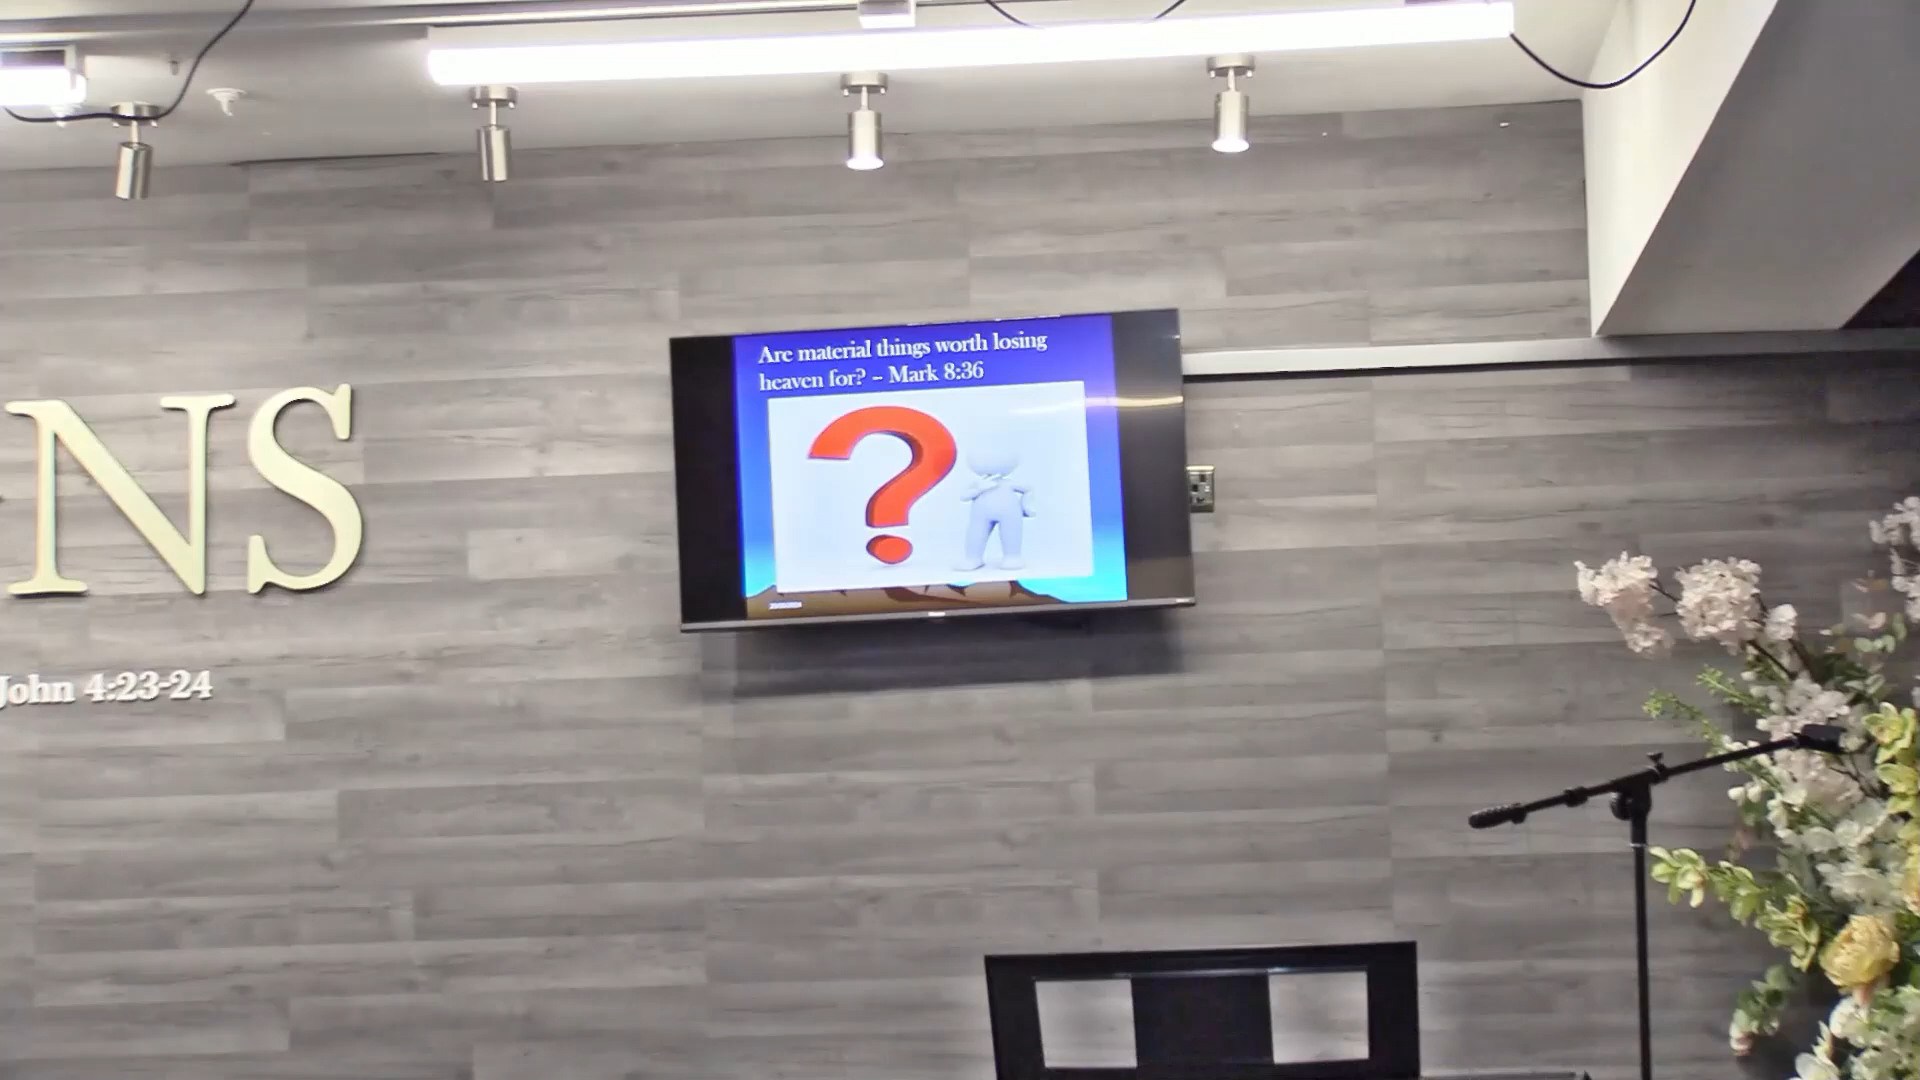 Are material things worth losing
heaven for? – Mark 8:36
?
NS
John 4:23-24